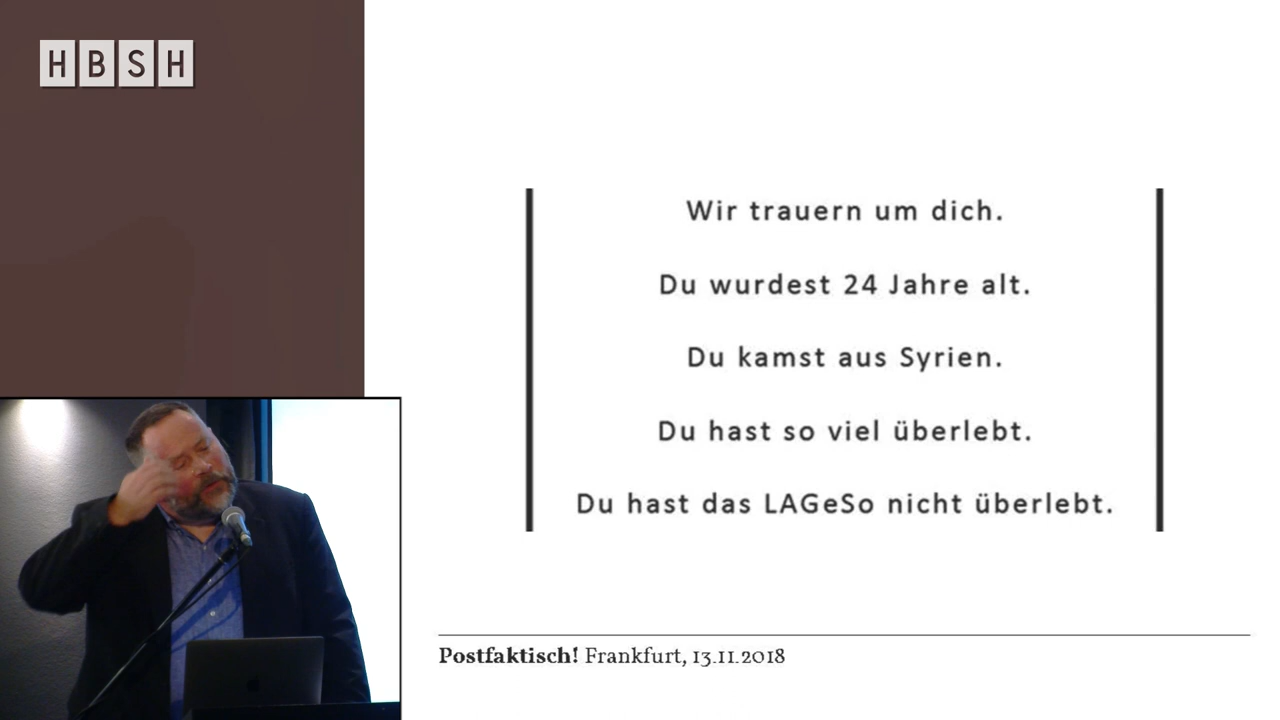 HBSH
Wir trauern um dich.
Du wurdest 24 Jahre alt.
Du kamst aus Syrien.
Du hast so viel überlebt.
Du hast das LAGeSo nicht überlebt.
Postfaktisch! Frankfurt, 13.11.2018